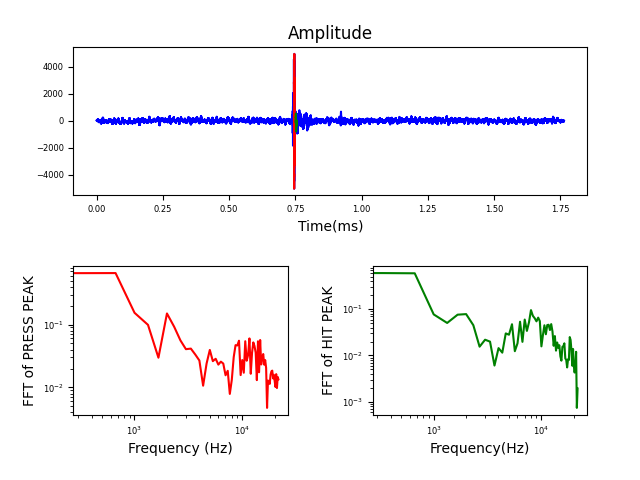 Amplitude
4000
2000
0
−2000
−4000
0.00 0.25 0.50 0.75 1.00 1.25 1.50 1.75
Time(ms)
FFT of PRESS PEAK
10⁻¹
10⁻²
10³ 10⁴
Frequency (Hz)
FFT of HIT PEAK
10⁻¹
10⁻²
10⁻³
10³ 10⁴
Frequency(Hz)